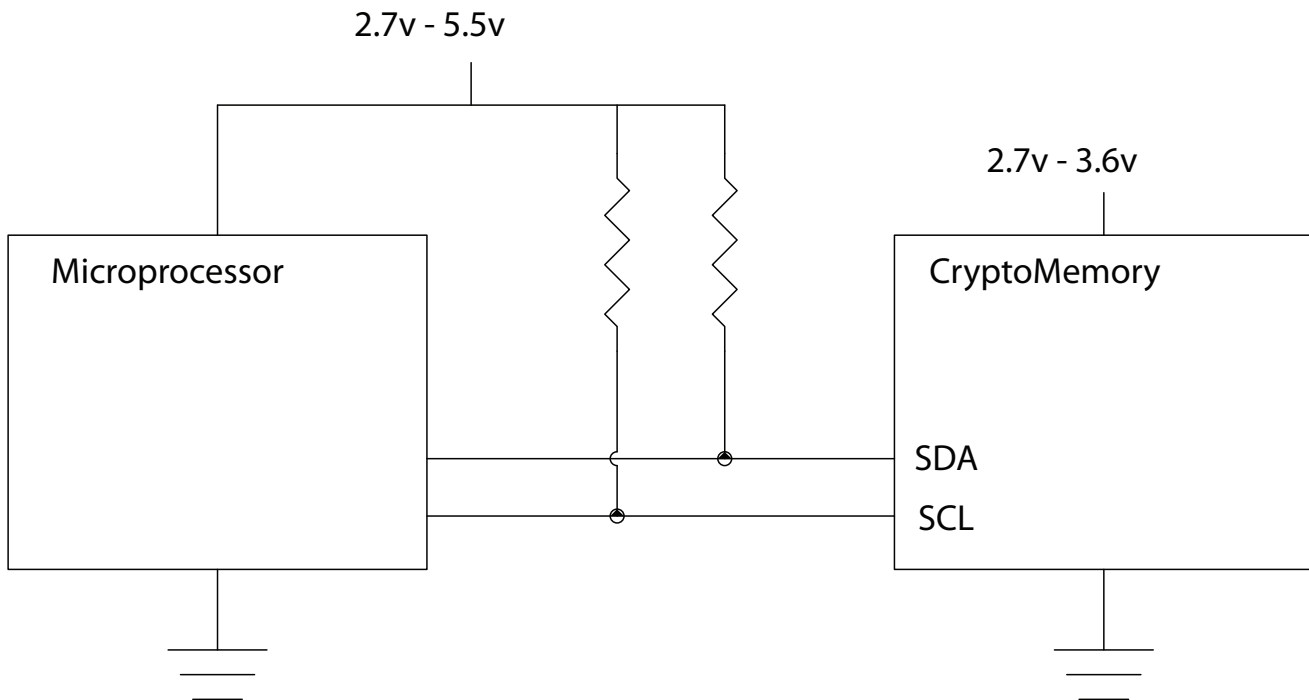 2.7v - 5.5v
2.7v - 3.6v
Microprocessor
CryptoMemory
SDA
SCL